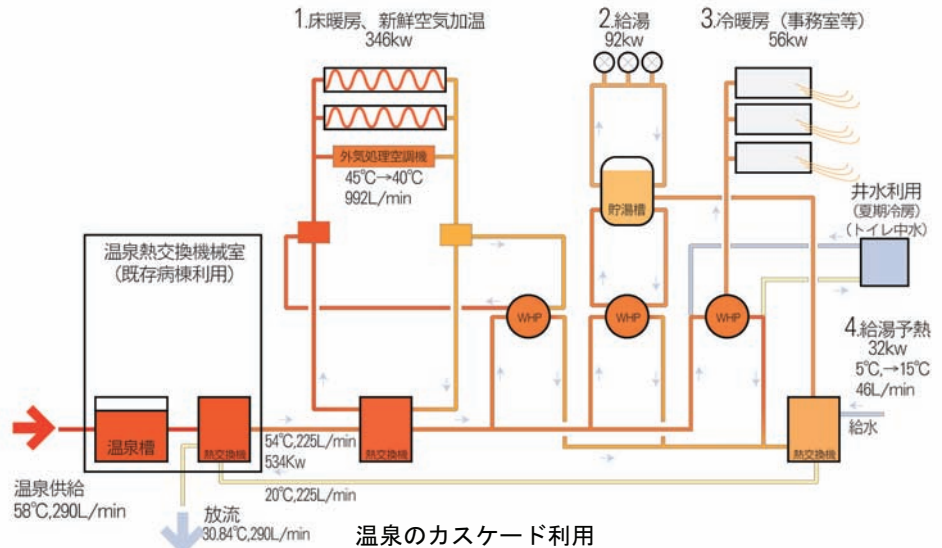 1.床暖房、新鮮空気加温
346kw
2.給湯
92kw
3.冷暖房（事務室等）
56kw
外気処理空調機
45℃→40℃
992L/min
貯湯槽
井水利用
(夏期冷房)
(トイレ中水)
温泉熱交換機械室
(既存病棟利用)
WHP
WHP
WHP
4.給湯予熱
32kw
5℃,→15℃
46L/min
給水
温泉槽
熱交換機
54℃,225L/min
534Kw
熱交換機
熱交換機
20℃,225L/min
温泉供給
58℃,290L/min
放流
30.84℃,290L/min
温泉のカスケード利用